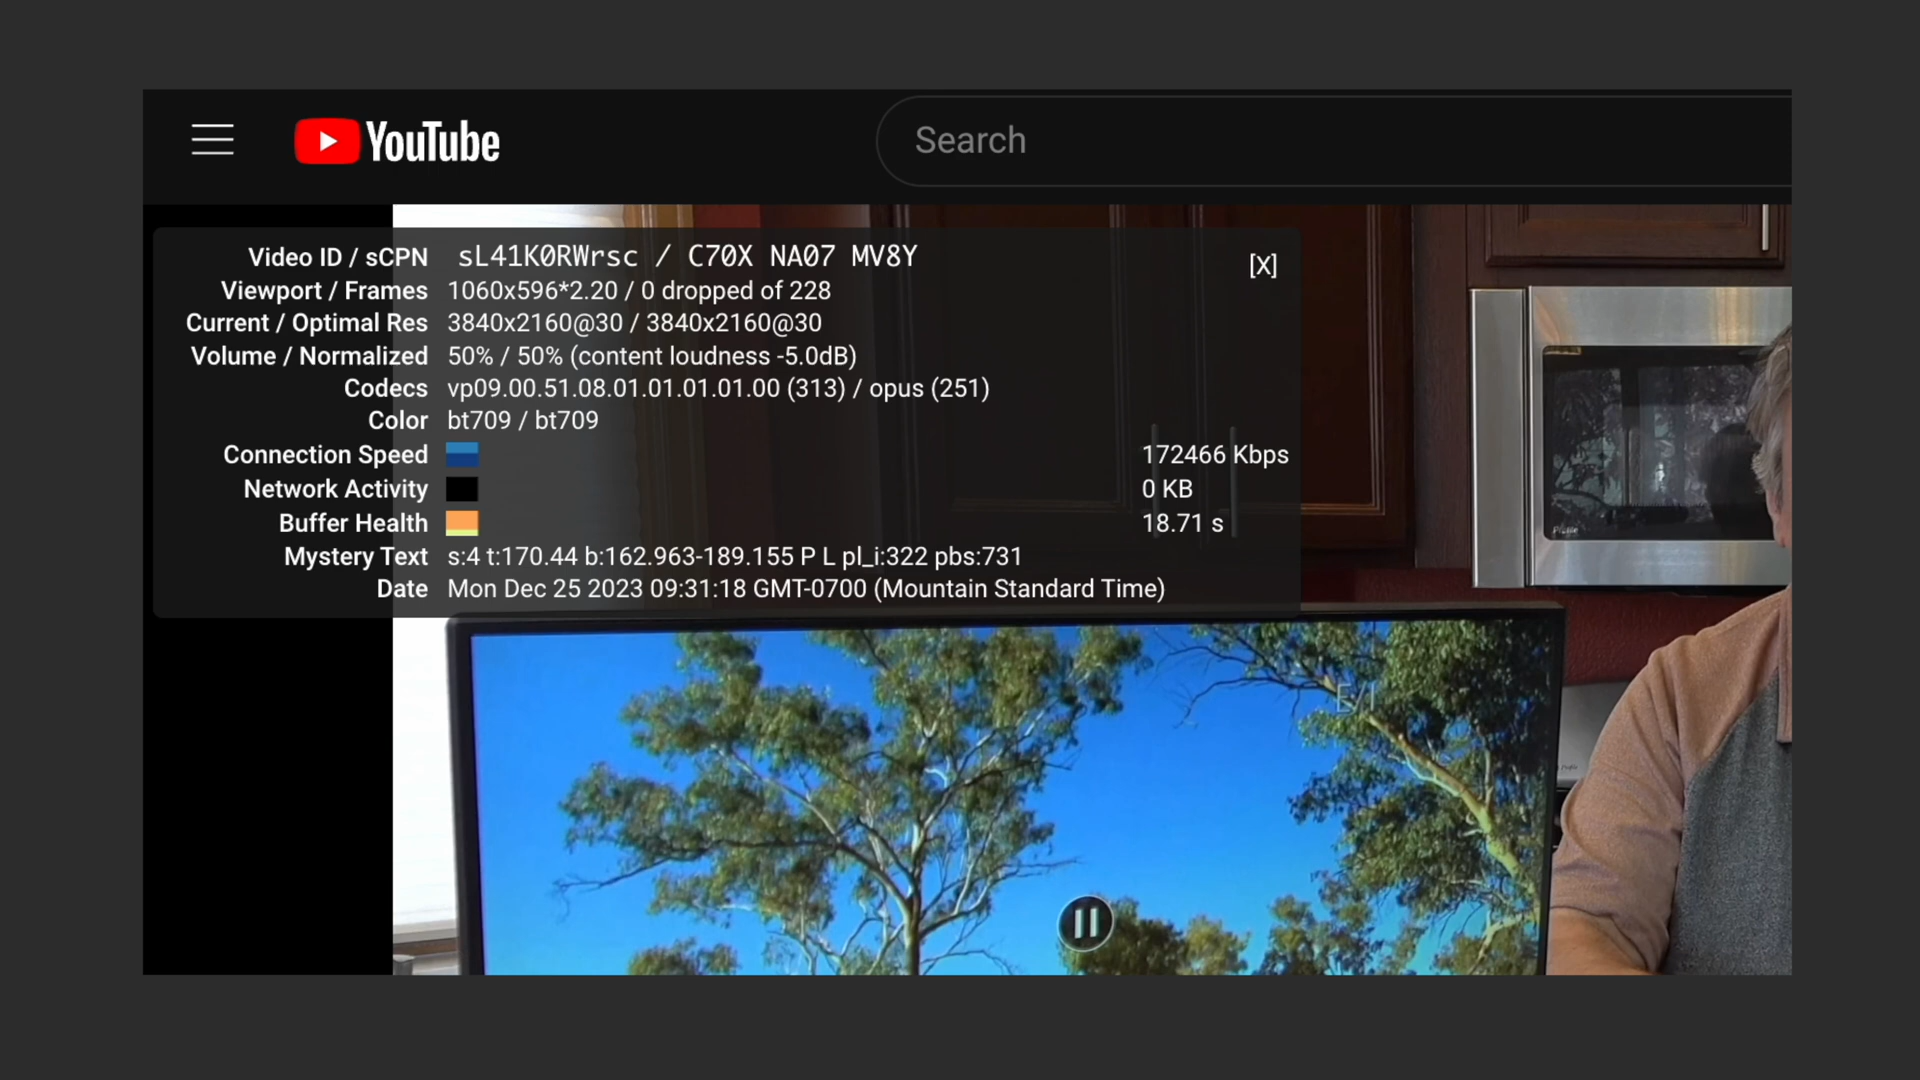 YouTube
Search
Video ID / sCPN sL41K0RWrsc / C70X NA07 MV8Y
[X]
Viewport / Frames 1060x596*2.20 / 0 dropped of 228
Current / Optimal Res 3840x2160@30 / 3840x2160@30
Volume / Normalized 50% / 50% (content loudness -5.0dB)
Codecs vp09.00.51.08.01.01.01.01.00 (313) / opus (251)
Color bt709 / bt709
Connection Speed 172466 Kbps
Network Activity 0 KB
Buffer Health 18.71 s
Mystery Text s:4 t:170.44 b:162.963-189.155 P L pl_i:322 pbs:731
Date Mon Dec 25 2023 09:31:18 GMT-0700 (Mountain Standard Time)